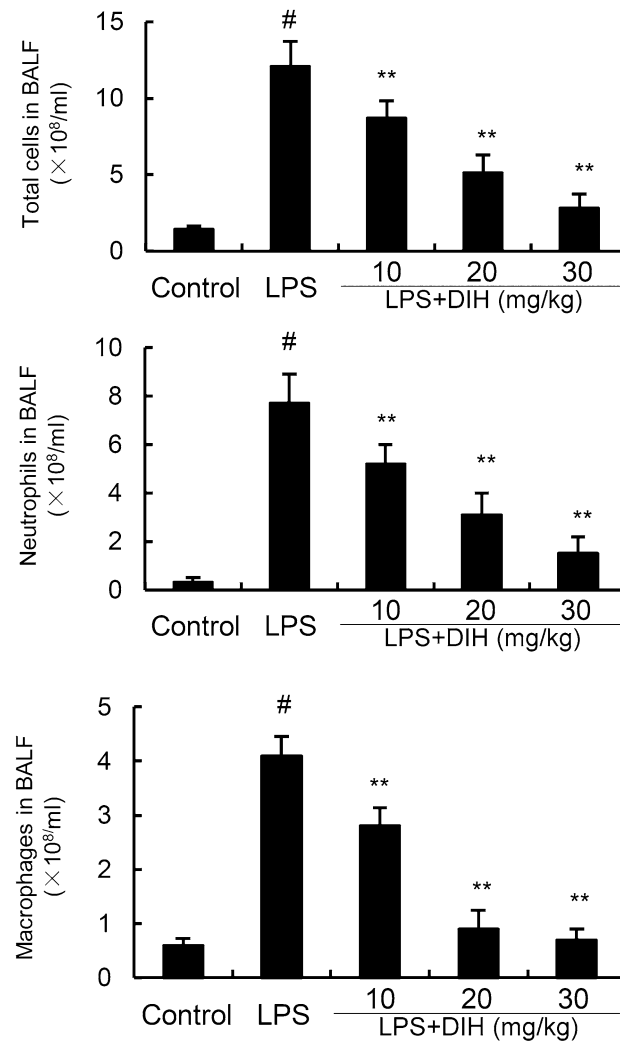 Total cells in BALF
(×10⁸/ml)
15
10
5
0
#
**
**
**
Control
LPS
10
20
30
LPS+DIH (mg/kg)
Neutrophils in BALF
(×10⁸/ml)
10
8
6
4
2
0
#
**
**
**
Control
LPS
10
20
30
LPS+DIH (mg/kg)
Macrophages in BALF
(×10⁸/ml)
5
4
3
2
1
0
#
**
**
**
Control
LPS
10
20
30
LPS+DIH (mg/kg)